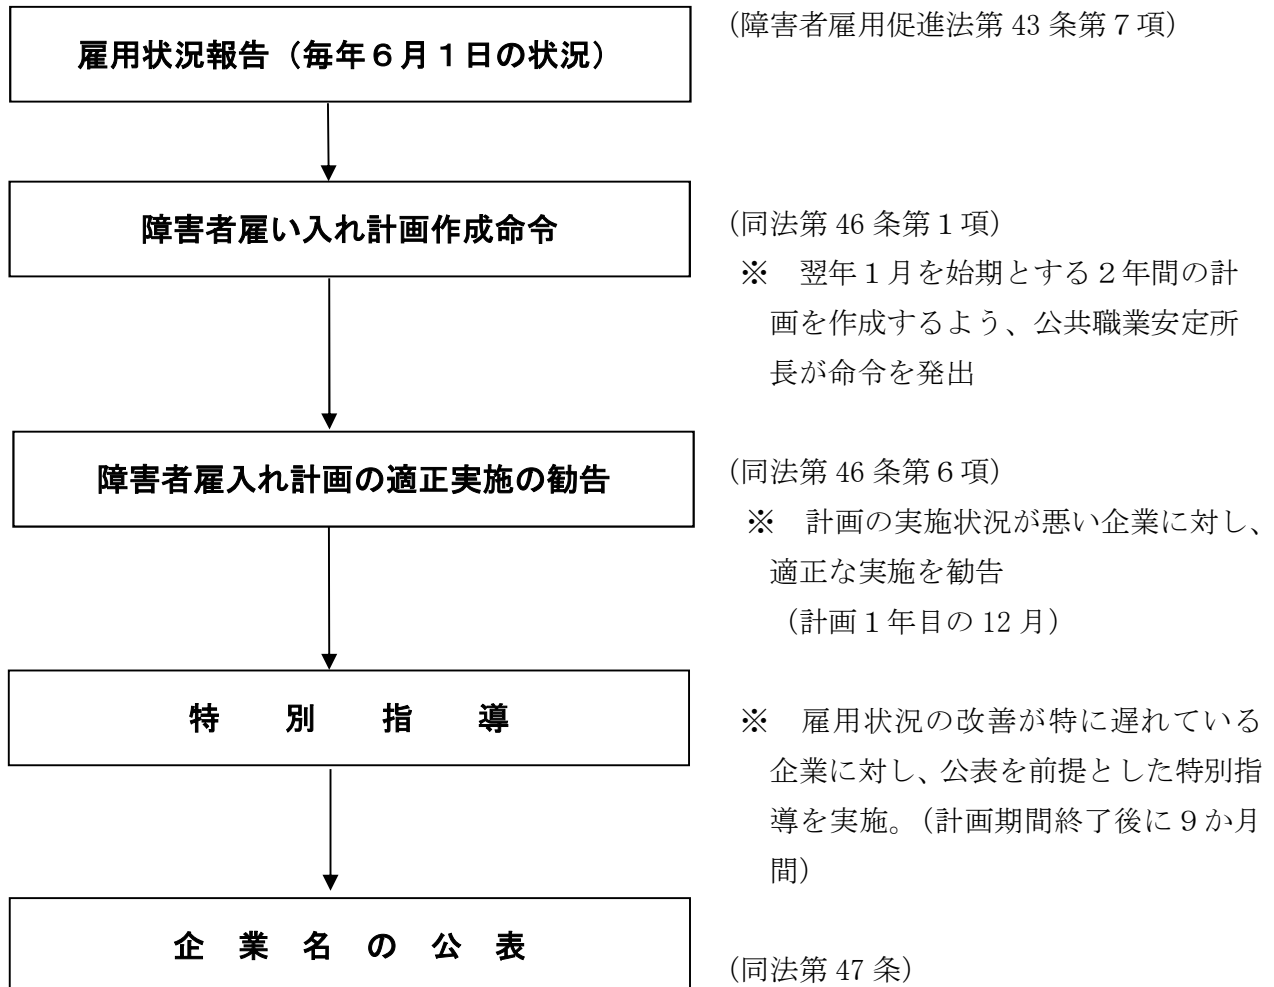 雇用状況報告（毎年６月１日の状況）
（障害者雇用促進法第 43 条第７項）
障害者雇い入れ計画作成命令
（同法第 46 条第１項）
※　翌年１月を始期とする２年間の計
画を作成するよう、公共職業安定所
長が命令を発出
障害者雇入れ計画の適正実施の勧告
（同法第 46 条第６項）
※　計画の実施状況が悪い企業に対し、
適正な実施を勧告
（計画１年目の 12 月）
特　別　指　導
※　雇用状況の改善が特に遅れている
企業に対し、公表を前提とした特別指
導を実施。（計画期間終了後に９か月
間）
企　業　名　の　公　表
（同法第 47 条）